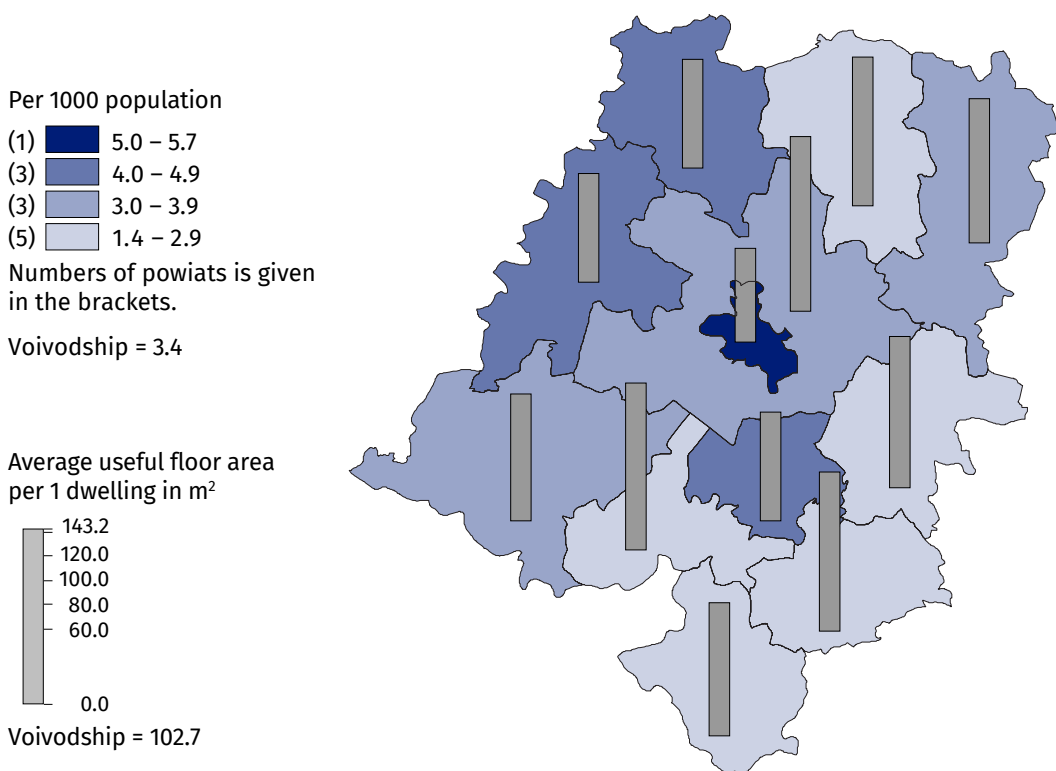 Per 1000 population
(1) 5.0 – 5.7
(3) 4.0 – 4.9
(3) 3.0 – 3.9
(5) 1.4 – 2.9
Numbers of powiats is given
in the brackets.
Voivodship = 3.4
Average useful floor area
per 1 dwelling in m²
143.2
120.0
100.0
80.0
60.0
0.0
Voivodship = 102.7